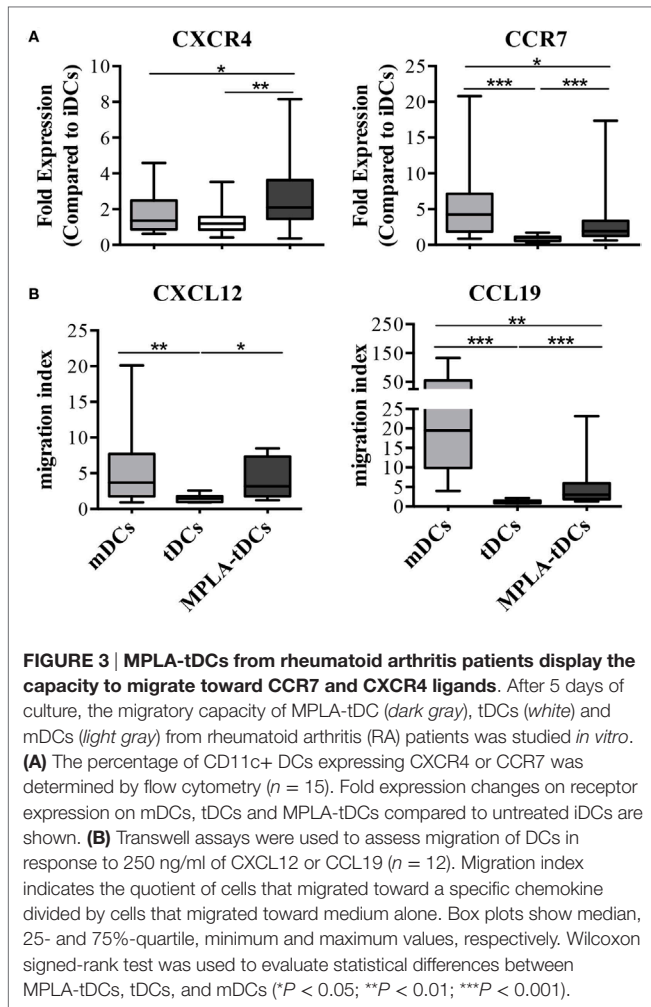 A
CXCR4
CCR7
Fold Expression
(Compared to iDCs)
10
8
6
4
2
0
*
**
Fold Expression
(Compared to iDCs)
25
20
15
10
5
0
*
*** ***
B
CXCL12
CCL19
migration index
25
20
15
10
5
0
** *
mDCs
tDCs
MPLA-tDCs
migration index
250
150
50
25
20
15
10
5
0
**
*** ***
mDCs
tDCs
MPLA-tDCs
FIGURE 3 | MPLA-tDCs from rheumatoid arthritis patients display the
capacity to migrate toward CCR7 and CXCR4 ligands. After 5 days of
culture, the migratory capacity of MPLA-tDC (dark gray), tDCs (white) and
mDCs (light gray) from rheumatoid arthritis (RA) patients was studied in vitro.
(A) The percentage of CD11c+ DCs expressing CXCR4 or CCR7 was
determined by flow cytometry (n = 15). Fold expression changes on receptor
expression on mDCs, tDCs and MPLA-tDCs compared to untreated iDCs are
shown. (B) Transwell assays were used to assess migration of DCs in
response to 250 ng/ml of CXCL12 or CCL19 (n = 12). Migration index
indicates the quotient of cells that migrated toward a specific chemokine
divided by cells that migrated toward medium alone. Box plots show median,
25- and 75%-quartile, minimum and maximum values, respectively. Wilcoxon
signed-rank test was used to evaluate statistical differences between
MPLA-tDCs, tDCs, and mDCs (*P < 0.05; **P < 0.01; ***P < 0.001).